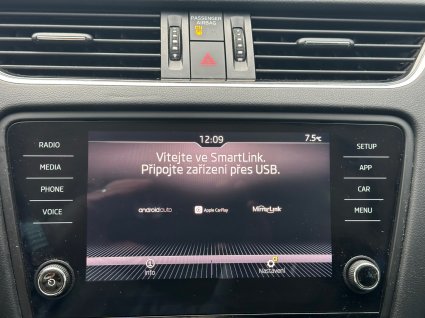 PASSENGER
AIRBAG
12:09
7.5°C
RADIO
MEDIA
PHONE
VOICE
Vítejte ve SmartLink.
Připojte zařízení přes USB.
androidauto
Apple CarPlay
MirrorLink
Info
Nastavení
SETUP
APP
CAR
MENU